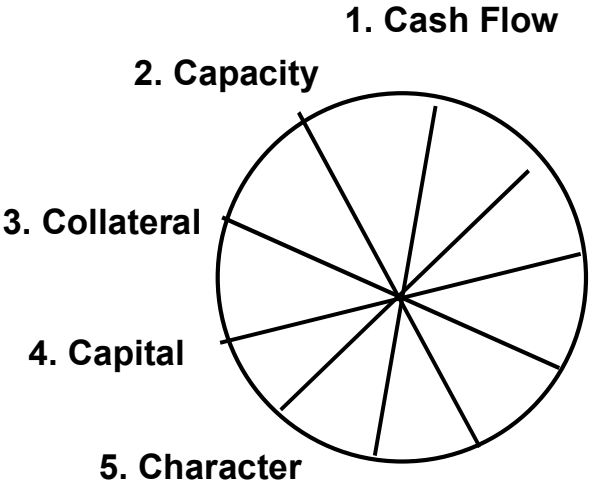 1. Cash Flow
2. Capacity
3. Collateral
4. Capital
5. Character